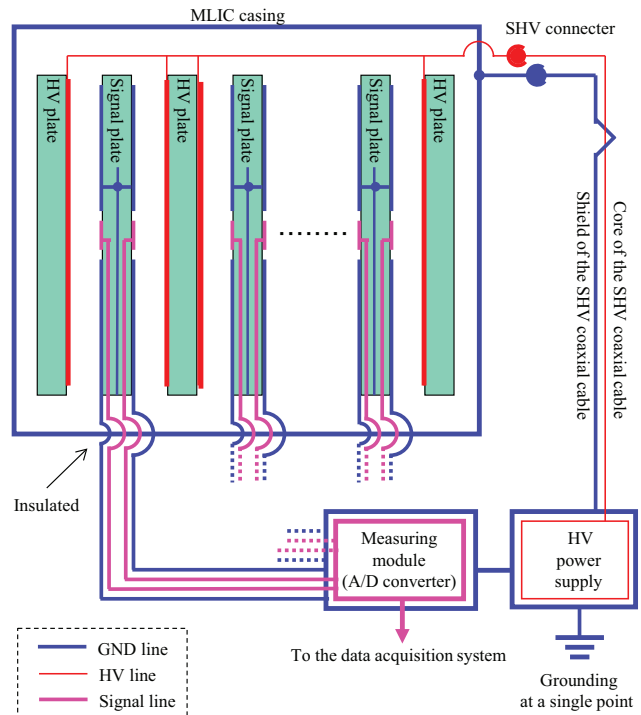 MLIC casing
SHV connecter
HV plate
Signal plate
HV plate
Signal plate
Signal plate
HV plate
Shield of the SHV coaxial cable
Core of the SHV coaxial cable
Insulated
Measuring
module
(A/D converter)
HV
power
supply
To the data acquisition system
Grounding
at a single point
GND line
HV line
Signal line